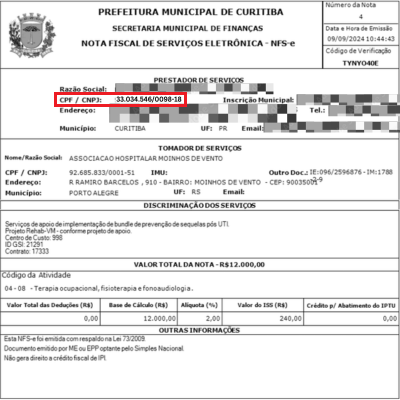 PREFEITURA MUNICIPAL DE CURITIBA
SECRETARIA MUNICIPAL DE FINANÇAS
NOTA FISCAL DE SERVIÇOS ELETRÔNICA - NFS-e
Número da Nota
4
Data e Hora de Emissão
09/09/2024 10:44:43
Código de Verificação
TYNYO40E
PRESTADOR DE SERVIÇOS
Razão Social:
CPF / CNPJ: 33.034.546/0098-18 Inscrição Municipal:
Endereço: Tel.:
Município: CURITIBA UF: PR Email:
TOMADOR DE SERVIÇOS
Nome/Razão Social: ASSOCIACAO HOSPITALAR MOINHOS DE VENTO
CPF / CNPJ: 92.685.833/0001-51 IMU: Outro Doc.: IE:096/2596876 - IM:1788
-2-9
Endereço: R.RAMIRO BARCELOS , 910 - BAIRRO: MOINHOS DE VENTO - CEP: 90035001
Município: PORTO ALEGRE UF: RS Email:
DISCRIMINAÇÃO DOS SERVIÇOS
Serviços de apoio de implementação de bundle de prevenção de sequelas pós UTI.
Projeto Rehab-VM - conforme projeto de apoio.
Centro de Custo: 998
ID GSI: 21291
Contrato: 17333
VALOR TOTAL DA NOTA - R$12.000,00
Código da Atividade
04 - 08 - Terapia ocupacional, fisioterapia e fonoaudiologia.
Valor Total das Deduções (R$) Base de Cálculo (R$) Alíquota (%) Valor do ISS (R$) Crédito p/ Abatimento do IPTU
0,00 12.000,00 2,00 240,00 0,00
OUTRAS INFORMAÇÕES
Esta NFS-e foi emitida com respaldo na Lei 73/2009.
Documento emitido por ME ou EPP optante pelo Simples Nacional.
Não gera direito a crédito fiscal de IPI.